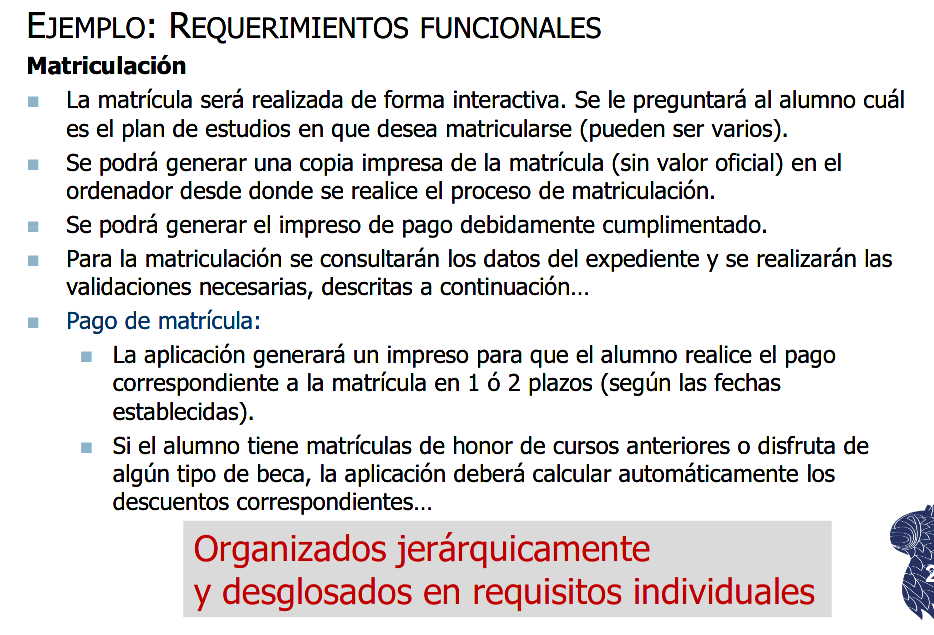 EJEMPLO: REQUERIMIENTOS FUNCIONALES
Matriculación
La matrícula será realizada de forma interactiva. Se le preguntará al alumno cuál
es el plan de estudios en que desea matricularse (pueden ser varios).
Se podrá generar una copia impresa de la matrícula (sin valor oficial) en el
ordenador desde donde se realice el proceso de matriculación.
Se podrá generar el impreso de pago debidamente cumplimentado.
Para la matriculación se consultarán los datos del expediente y se realizarán las
validaciones necesarias, descritas a continuación…
Pago de matrícula:
La aplicación generará un impreso para que el alumno realice el pago
correspondiente a la matrícula en 1 ó 2 plazos (según las fechas
establecidas).
Si el alumno tiene matrículas de honor de cursos anteriores o disfruta de
algún tipo de beca, la aplicación deberá calcular automáticamente los
descuentos correspondientes…
Organizados jerárquicamente
y desglosados en requisitos individuales